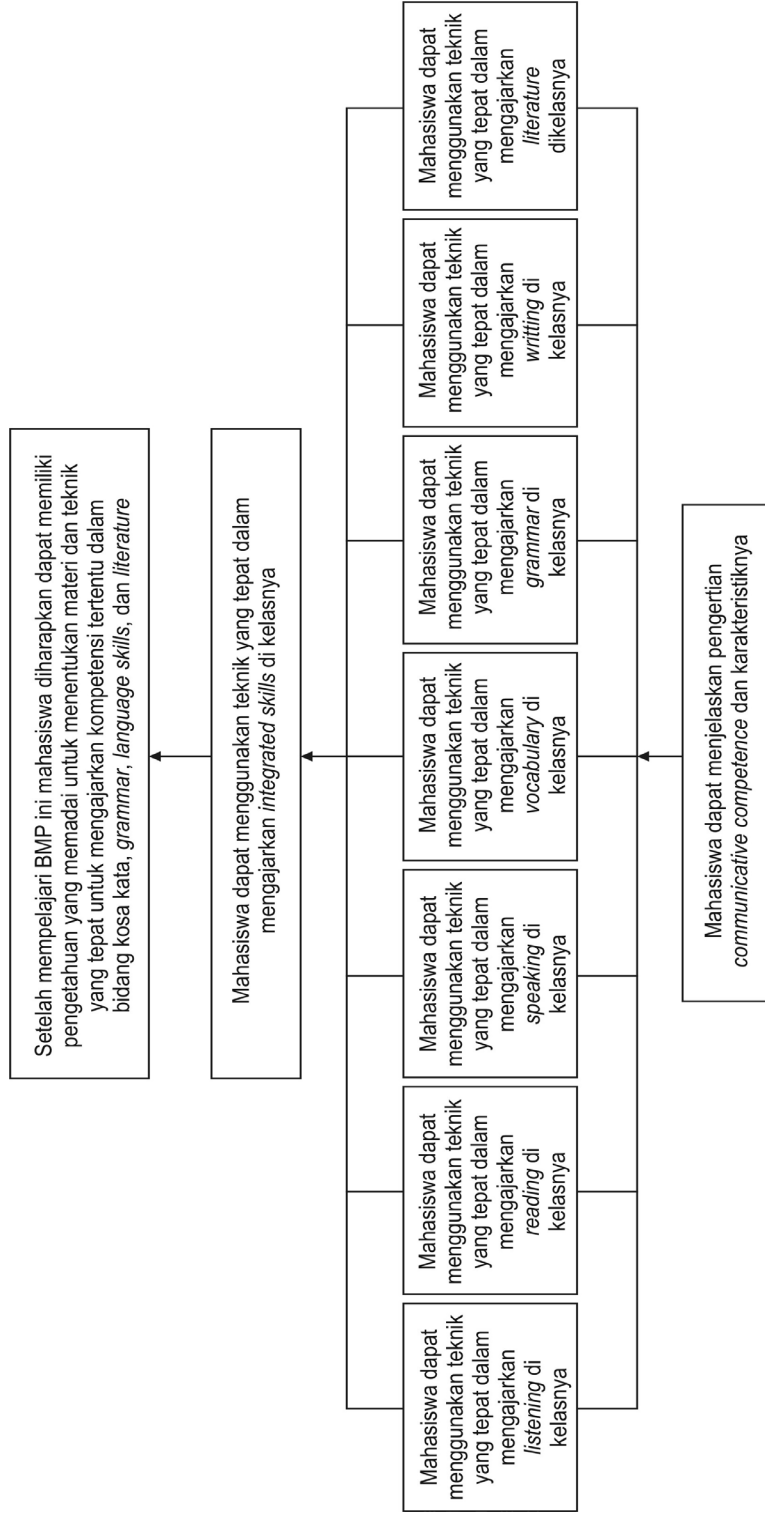 Setelah mempelajari BMP ini mahasiswa diharapkan dapat memiliki
pengetahuan yang memadai untuk menentukan materi dan teknik
yang tepat untuk mengajarkan kompetensi tertentu dalam
bidang kosa kata, grammar, language skills, dan literature
Mahasiswa dapat menggunakan teknik yang tepat dalam
mengajarkan integrated skills di kelasnya
Mahasiswa dapat
menggunakan teknik
yang tepat dalam
mengajarkan
listening di
kelasnya
Mahasiswa dapat
menggunakan teknik
yang tepat dalam
mengajarkan
reading di
kelasnya
Mahasiswa dapat
menggunakan teknik
yang tepat dalam
mengajarkan
speaking di
kelasnya
Mahasiswa dapat
menggunakan teknik
yang tepat dalam
mengajarkan
vocabulary di
kelasnya
Mahasiswa dapat
menggunakan teknik
yang tepat dalam
mengajarkan
grammar di
kelasnya
Mahasiswa dapat
menggunakan teknik
yang tepat dalam
mengajarkan
writting di
kelasnya
Mahasiswa dapat
menggunakan teknik
yang tepat dalam
mengajarkan
literature
dikelasnya
Mahasiswa dapat menjelaskan pengertian
communicative competence dan karakteristiknya